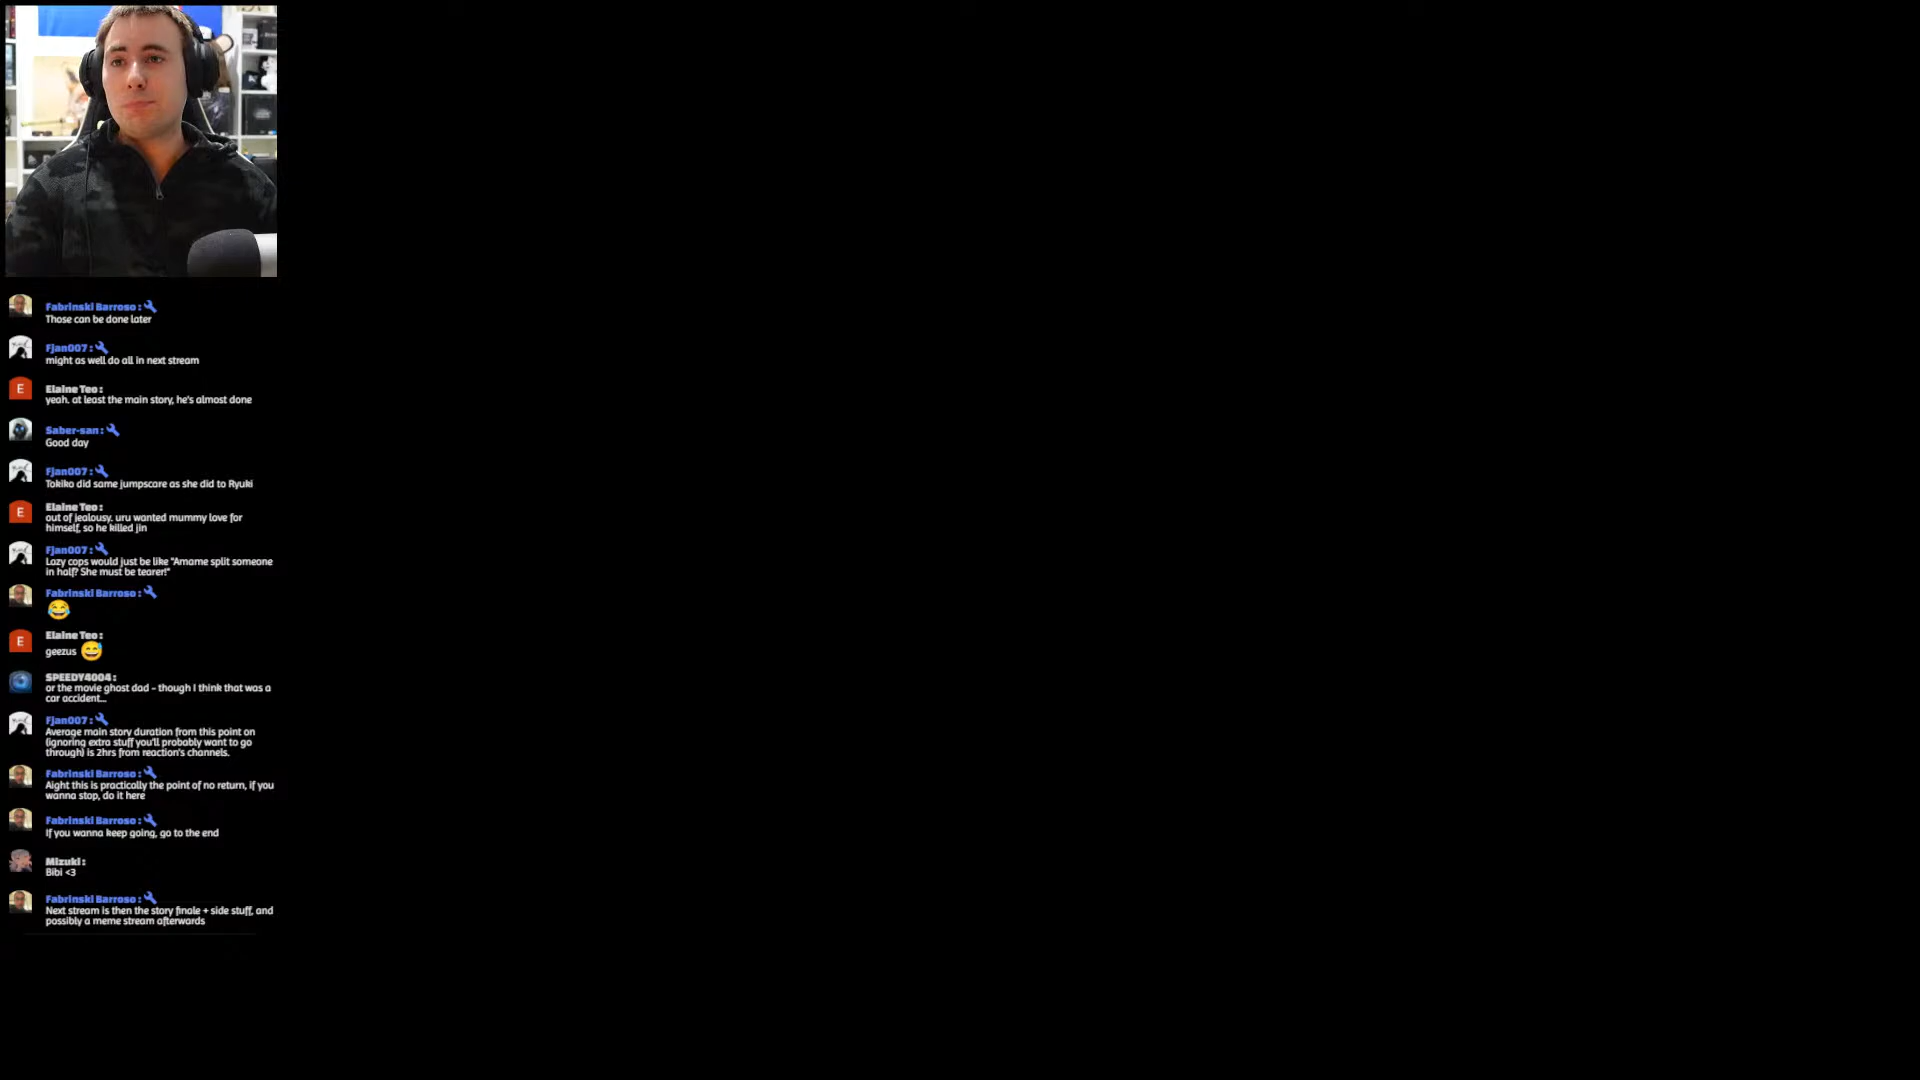 Fabrinski Barroso :
Those can be done later
Fjan007 :
might as well do all in next stream
E
Elaine Teo :
yeah. at least the main story, he's almost done
Saber-san :
Good day
Fjan007 :
Tokiko did same jumpscare as she did to Ryuki
E
Elaine Teo :
out of jealousy. uru wanted mummy love for
himself, so he killed jin
Fjan007 :
Lazy cops would just be like "Amame split someone
in half? She must be tearer!"
Fabrinski Barroso :
😂
E
Elaine Teo :
geezus 😅
SPEEDY4004 :
or the movie ghost dad - though I think that was a
car accident...
Fjan007 :
Average main story duration from this point on
(ignoring extra stuff you'll probably want to go
through) is 2hrs from reaction's channels.
Fabrinski Barroso :
Aight this is practically the point of no return, if you
wanna stop, do it here
Fabrinski Barroso :
If you wanna keep going, go to the end
Mizuki :
Bibi <3
Fabrinski Barroso :
Next stream is then the story finale + side stuff, and
possibly a meme stream afterwards